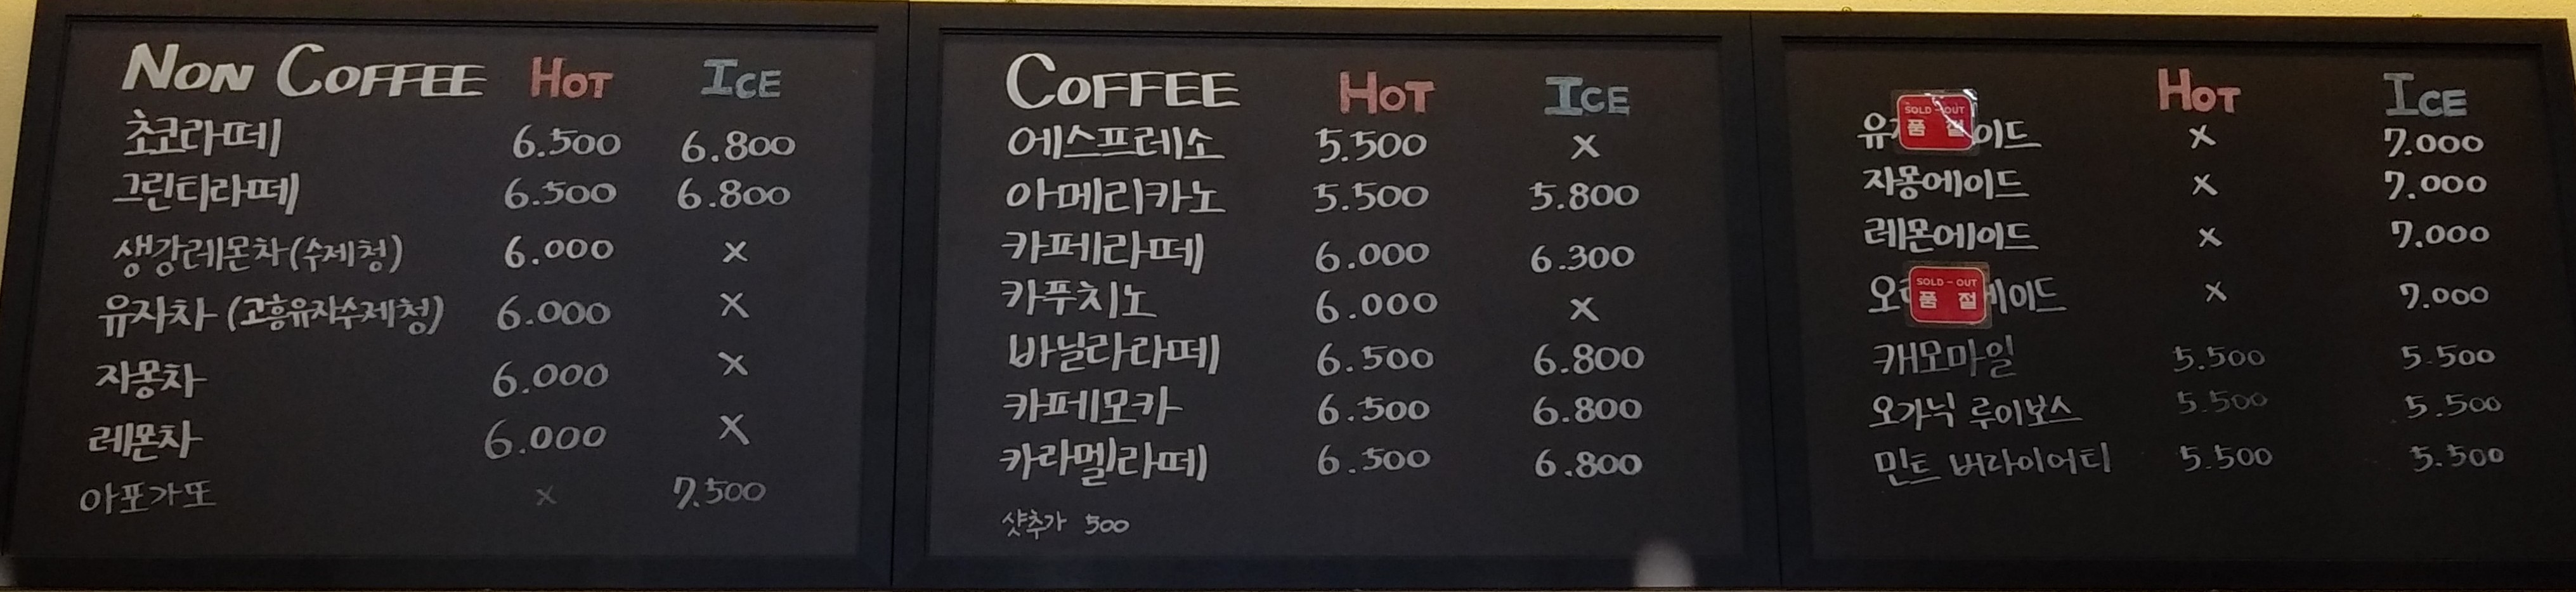 NON COFFEE HOT ICE
초코라떼 6.500 6.800
그린티라떼 6.500 6.800
생강레몬차(수제청) 6.000 x
유자차 (고흥유자수제청) 6.000 x
자몽차 6.000 x
레몬차 6.000 x
아포가또 x 7.500
COFFEE HOT ICE
에스프레소 5.500 x
아메리카노 5.500 5.800
카페라떼 6.000 6.300
카푸치노 6.000 x
바닐라라떼 6.500 6.800
카페모카 6.500 6.800
카라멜라떼 6.500 6.800
샷추가 500
HOT ICE
SOLD-OUT
품 절
x 7.000
자몽에이드 x 7.000
레몬에이드 x 7.000
SOLD-OUT
품 절
x 7.000
캐모마일 5.500 5.500
오가닉 루이보스 5.500 5.500
민트 버라이어티 5.500 5.500